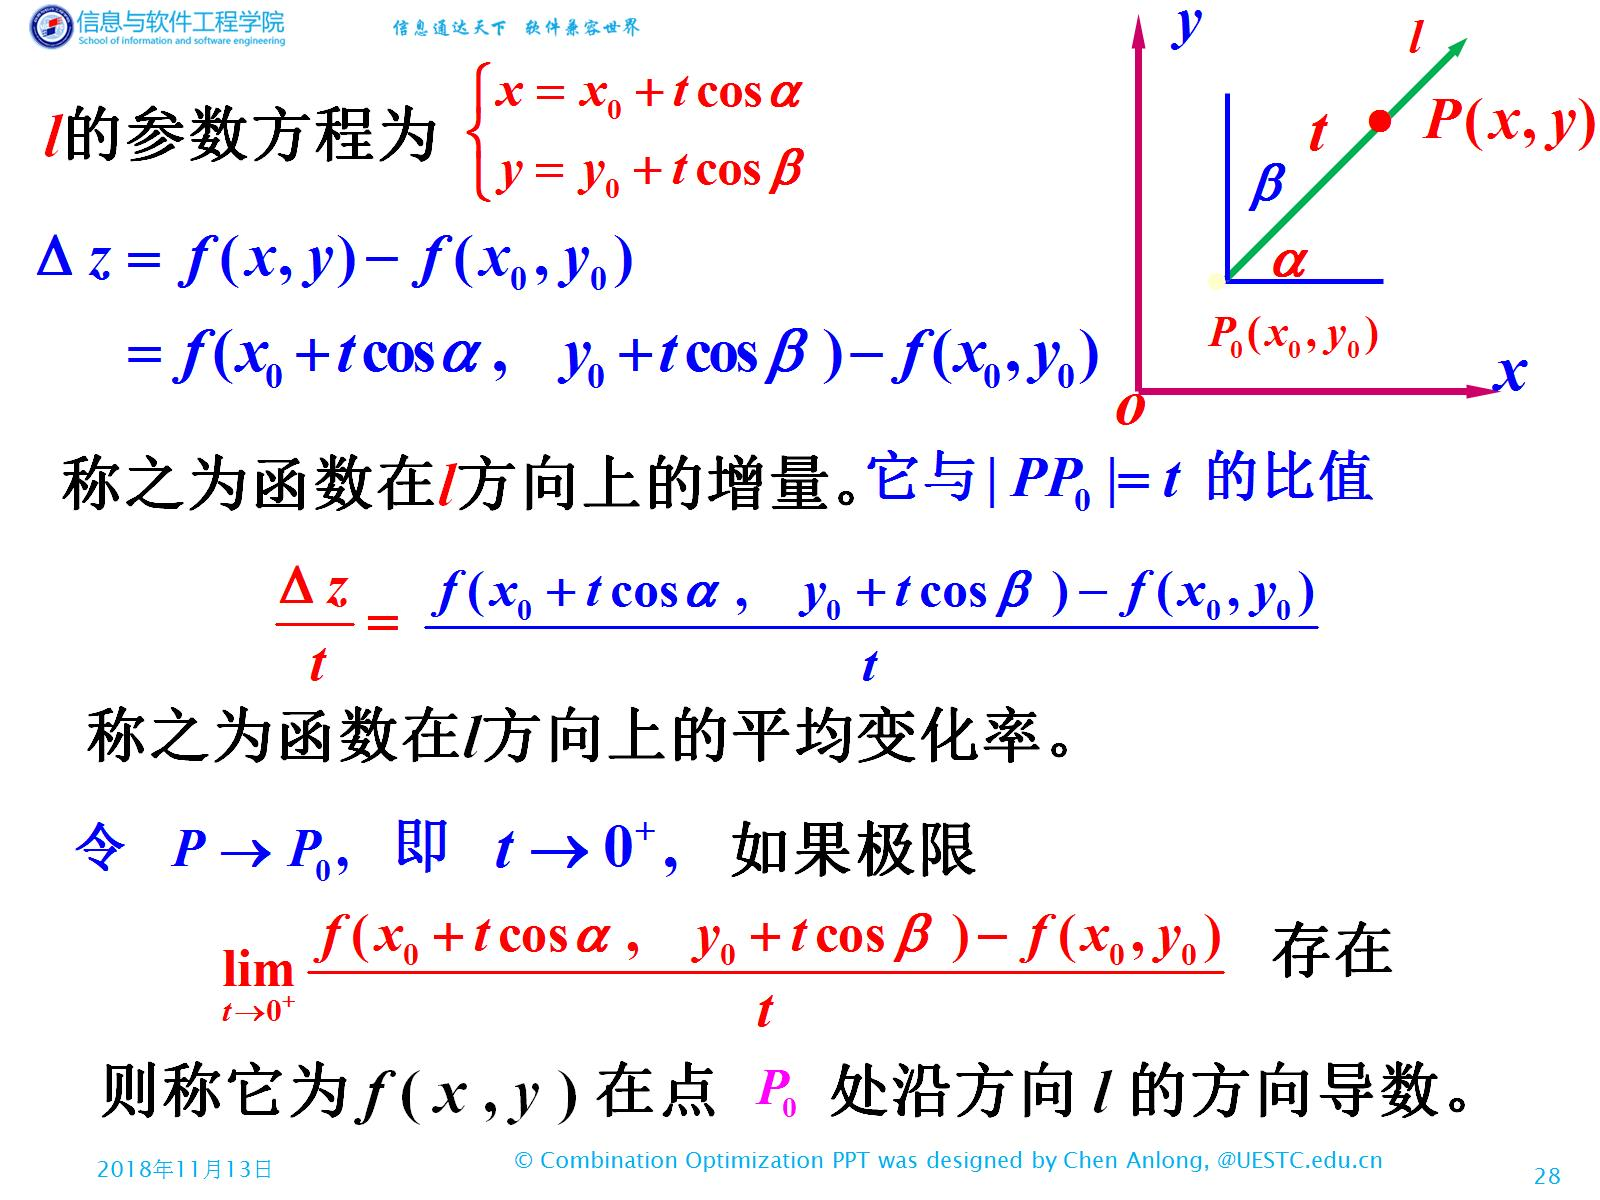 信息与软件工程学院
School of information and software engineering
信息通达天下 软件兼容世界
l的参数方程为 { x = x₀ + t cos α
y = y₀ + t cos β
y
l
t
P(x, y)
β
α
P₀(x₀, y₀)
x
o
Δz = f(x, y) − f(x₀, y₀)
= f(x₀ + t cos α, y₀ + t cos β) − f(x₀, y₀)
称之为函数在l方向上的增量。它与| PP₀ |= t 的比值
Δz / t = f(x₀ + t cos α, y₀ + t cos β) − f(x₀, y₀) / t
称之为函数在l方向上的平均变化率。
令 P → P₀, 即 t → 0⁺, 如果极限
lim t→0⁺ f(x₀ + t cos α, y₀ + t cos β) − f(x₀, y₀) / t 存在
则称它为 f(x, y) 在点 P₀ 处沿方向 l 的方向导数。
2018年11月13日
© Combination Optimization PPT was designed by Chen Anlong, @UESTC.edu.cn
28